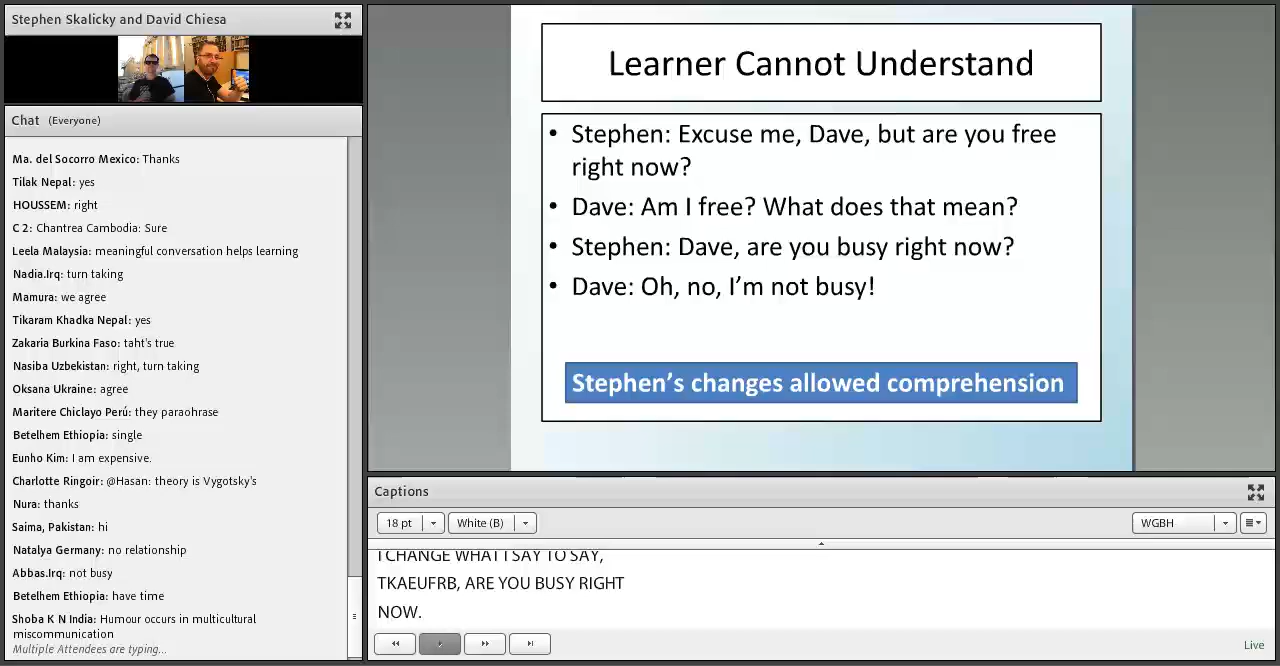 Stephen Skalicky and David Chiesa
Chat (Everyone)
Ma. del Socorro Mexico: Thanks
Tilak Nepal: yes
HOUSSEM: right
C 2: Chantrea Cambodia: Sure
Leela Malaysia: meaningful conversation helps learning
Nadia.Irq: turn taking
Mamura: we agree
Tikaram Khadka Nepal: yes
Zakaria Burkina Faso: taht's true
Nasiba Uzbekistan: right, turn taking
Oksana Ukraine: agree
Maritere Chiclayo Perú: they paraohrase
Betelhem Ethiopia: single
Eunho Kim: I am expensive.
Charlotte Ringoir: @Hasan: theory is Vygotsky's
Nura: thanks
Saima, Pakistan: hi
Natalya Germany: no relationship
Abbas.Irq: not busy
Betelhem Ethiopia: have time
Shoba K N India: Humour occurs in multicultural
miscommunication
Multiple Attendees are typing...
Learner Cannot Understand
• Stephen: Excuse me, Dave, but are you free
right now?
• Dave: Am I free? What does that mean?
• Stephen: Dave, are you busy right now?
• Dave: Oh, no, I'm not busy!
Stephen's changes allowed comprehension
Captions
18 pt White (B) WGBH
I CHANGE WHAT I SAY TO SAY,
TKAEUFRB, ARE YOU BUSY RIGHT
NOW.
Live